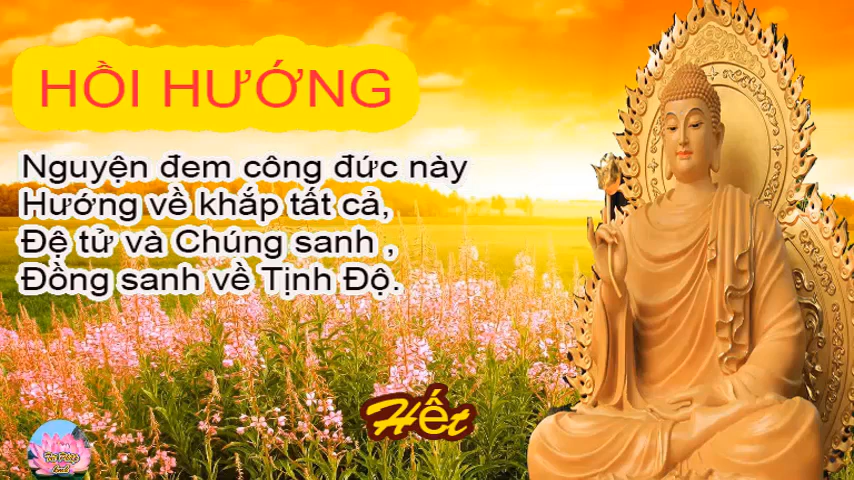 HỒI HƯỚNG
Nguyện đem công đức này
Hướng về khắp tất cả,
Đệ tử và Chúng sanh ,
Đồng sanh về Tịnh Độ.
Hết